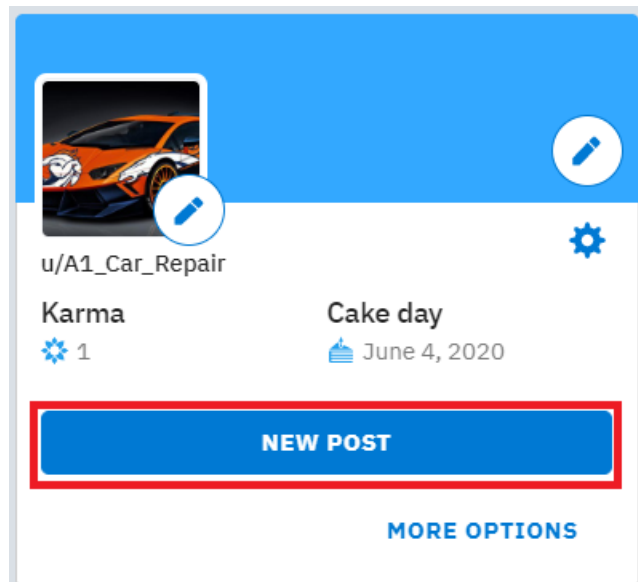 u/A1_Car_Repair
Karma
Cake day
1
June 4, 2020
NEW POST
MORE OPTIONS